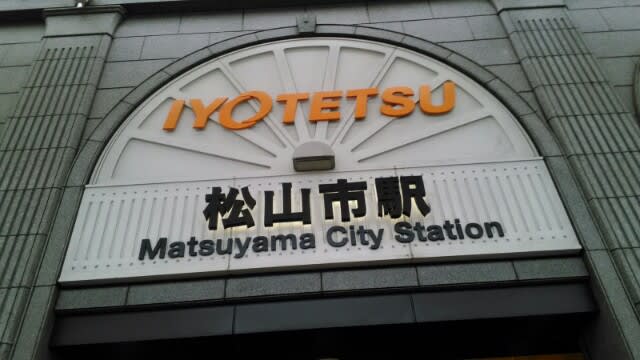 IYOTETSU
松山市駅
Matsuyama City Station